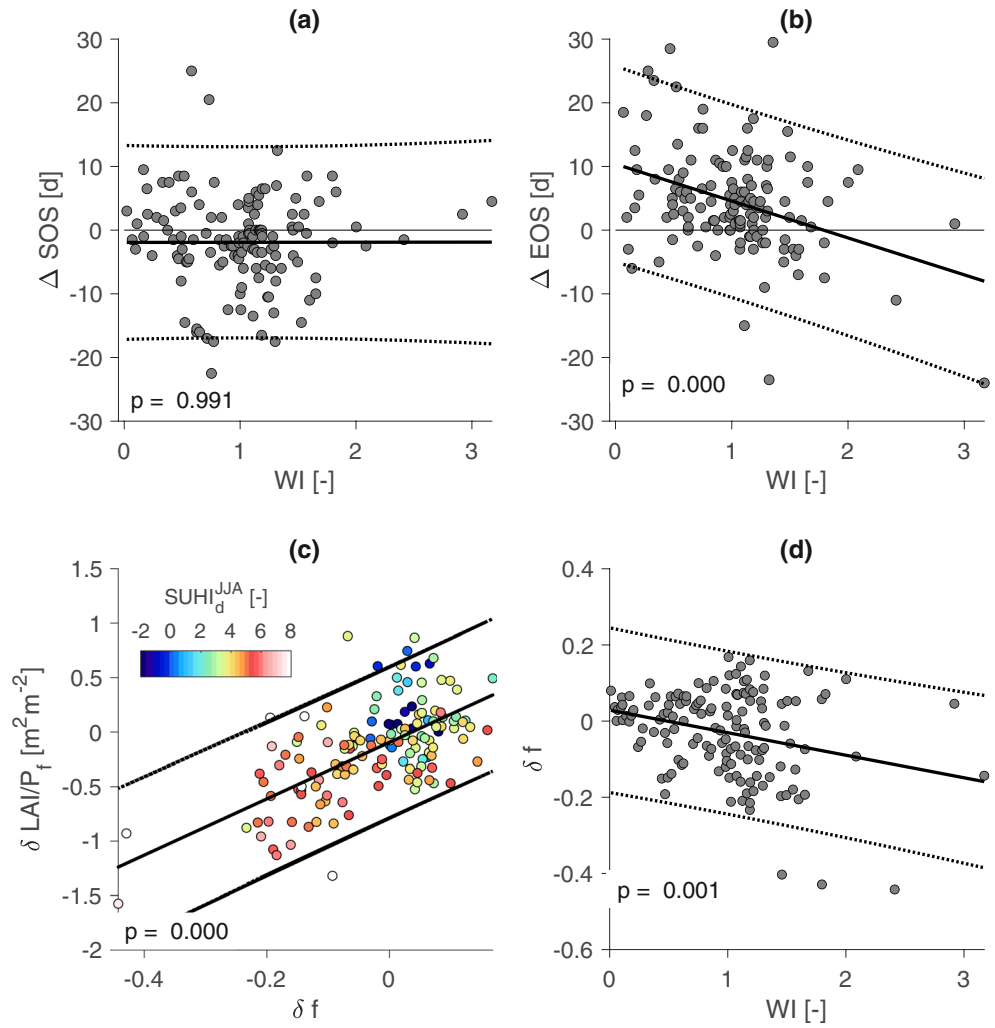 (a)
30
20
10
0
-10
-20
-30
Δ SOS [d]
p = 0.991
0 1 2 3
WI [-]
(b)
30
20
10
0
-10
-20
-30
Δ EOS [d]
p = 0.000
0 1 2 3
WI [-]
(c)
1.5
1
0.5
0
-0.5
-1
-1.5
-2
δ LAI/P_f [m² m⁻²]
SUHI_d^JJA [-]
-2 0 2 4 6 8
p = 0.000
-0.4 -0.2 0
δ f
(d)
0.4
0.2
0
-0.2
-0.4
-0.6
δ f
p = 0.001
0 1 2 3
WI [-]